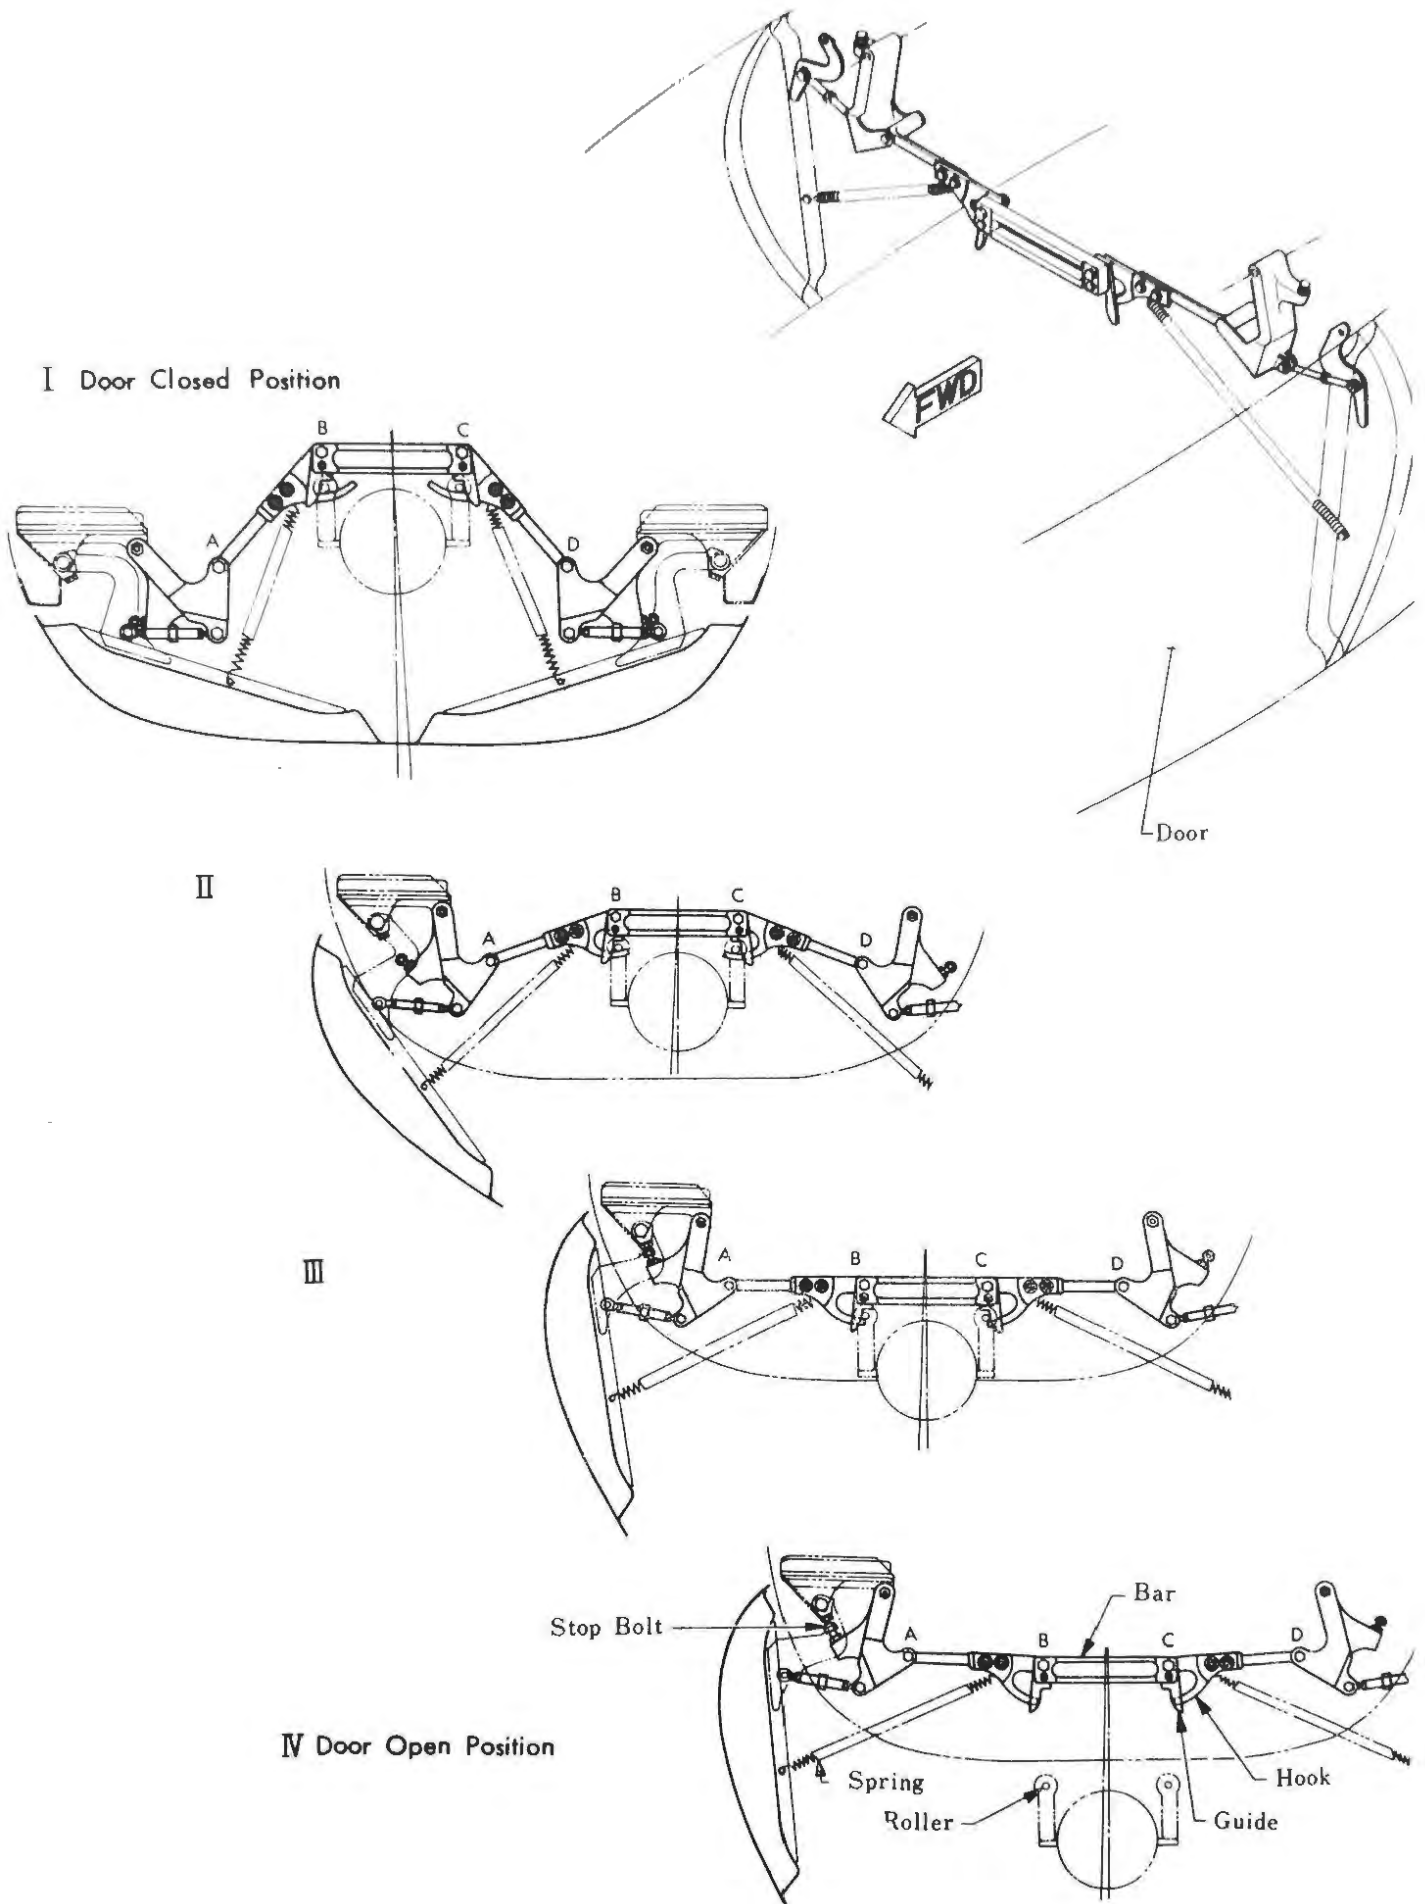 I Door Closed Position
FWD
B C
A D
Door
II
B C
A D
III
A B C D
Bar
Stop Bolt
A B C D
IV Door Open Position
Spring
Hook
Roller
Guide